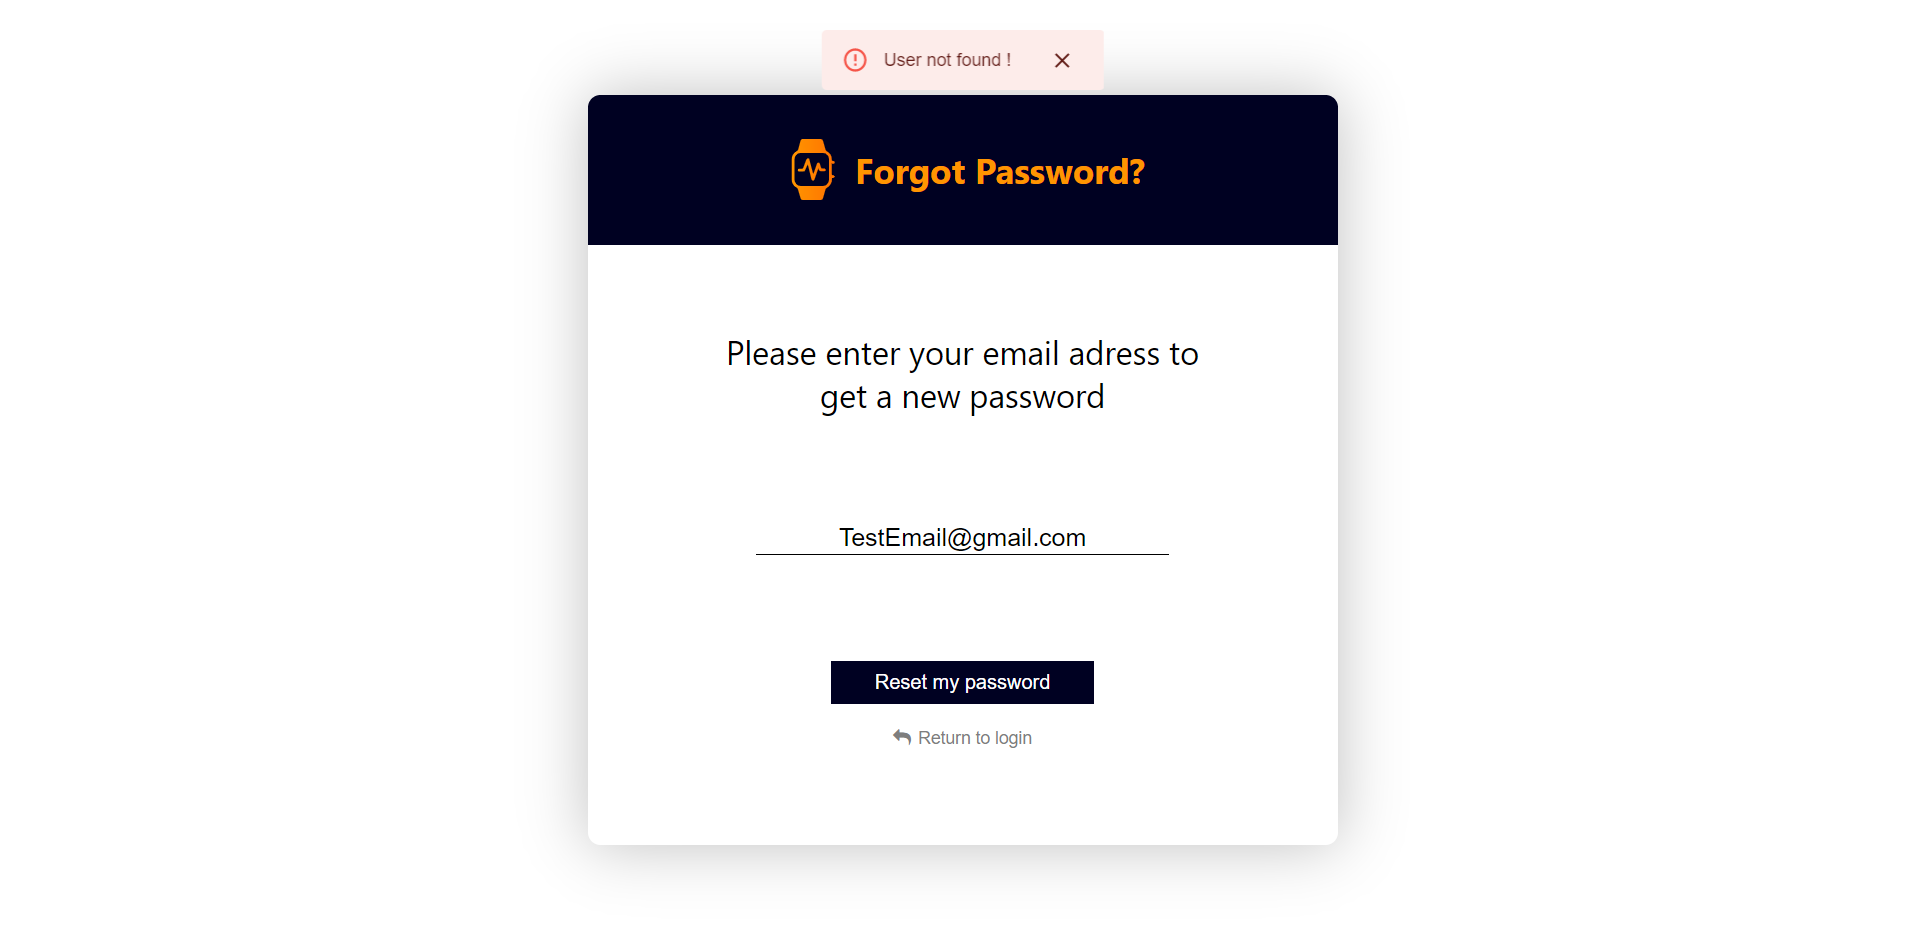 User not found !
Forgot Password?
Please enter your email adress to
get a new password
TestEmail@gmail.com
Reset my password
Return to login